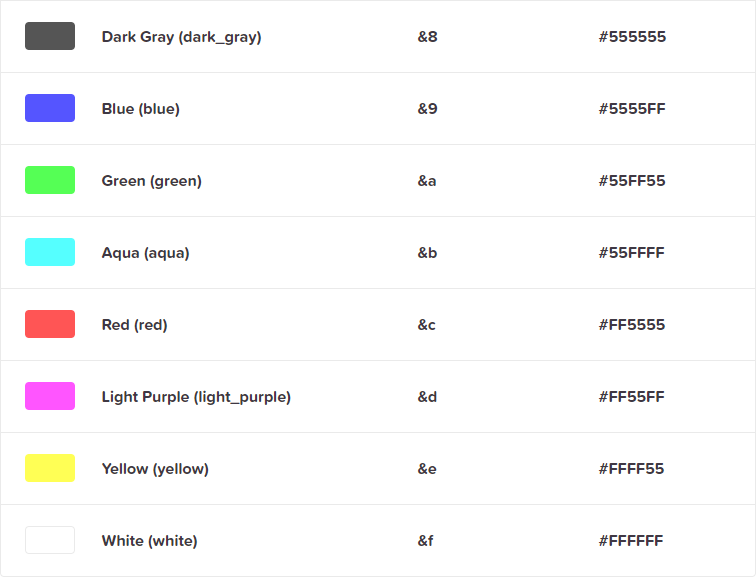 Dark Gray (dark_gray) &8 #555555
Blue (blue) &9 #5555FF
Green (green) &a #55FF55
Aqua (aqua) &b #55FFFF
Red (red) &c #FF5555
Light Purple (light_purple) &d #FF55FF
Yellow (yellow) &e #FFFF55
White (white) &f #FFFFFF